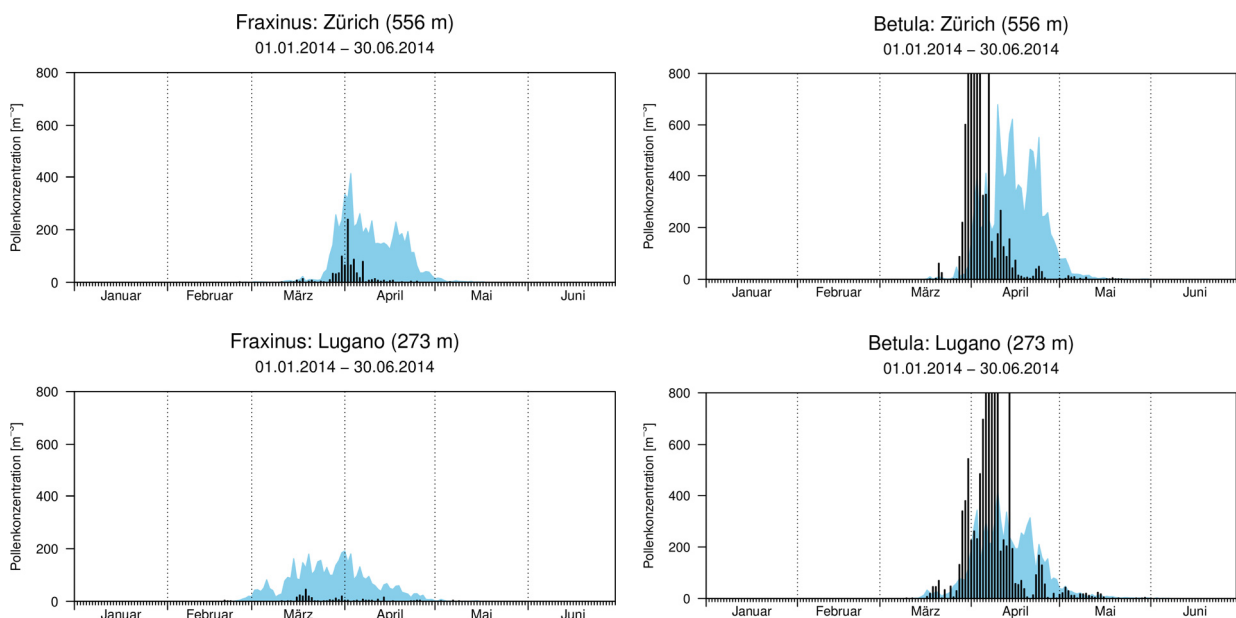 Fraxinus: Zürich (556 m)
01.01.2014 – 30.06.2014
Pollenkonzentration [m⁻³]
800
600
400
200
0
Januar Februar März April Mai Juni
Betula: Zürich (556 m)
01.01.2014 – 30.06.2014
Pollenkonzentration [m⁻³]
800
600
400
200
0
Januar Februar März April Mai Juni
Fraxinus: Lugano (273 m)
01.01.2014 – 30.06.2014
Pollenkonzentration [m⁻³]
800
600
400
200
0
Januar Februar März April Mai Juni
Betula: Lugano (273 m)
01.01.2014 – 30.06.2014
Pollenkonzentration [m⁻³]
800
600
400
200
0
Januar Februar März April Mai Juni